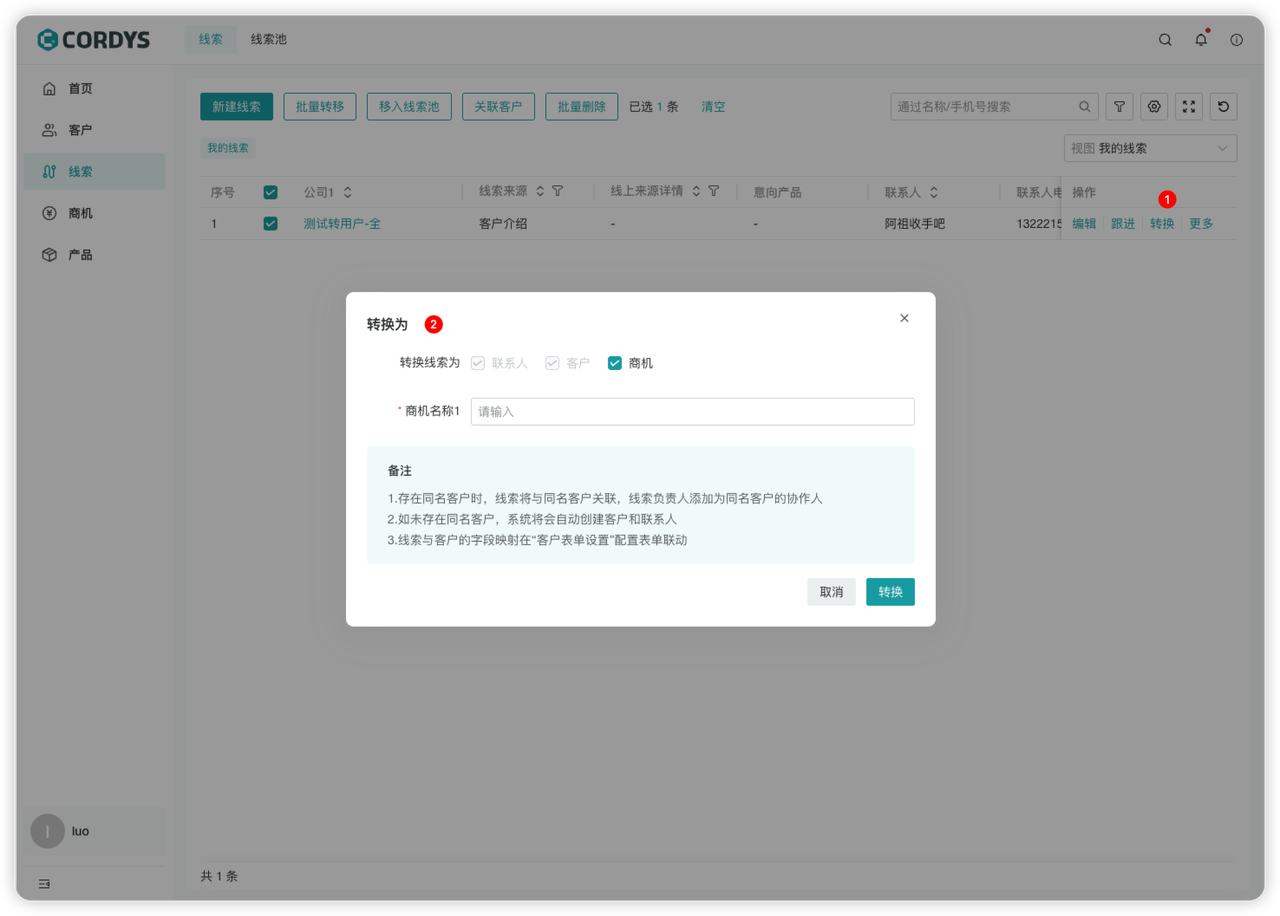 CORDYS
线索 线索池
首页
客户
线索
商机
产品
新建线索 批量转移 移入线索池 关联客户 批量删除 已选 1 条 清空 通过名称/手机号搜索
我的线索 视图 我的线索
序号 公司1 线索来源 线上来源详情 意向产品 联系人 联系人电 操作
1
1 测试转用户-全 客户介绍 - - 阿祖收手吧 1322215 编辑 跟进 转换 更多
转换为 2
转换线索为 联系人 客户 商机
* 商机名称1 请输入
备注
1.存在同名客户时，线索将与同名客户关联，线索负责人添加为同名客户的协作人
2.如未存在同名客户，系统将会自动创建客户和联系人
3.线索与客户的字段映射在“客户表单设置”配置表单联动
取消 转换
l luo
共 1 条